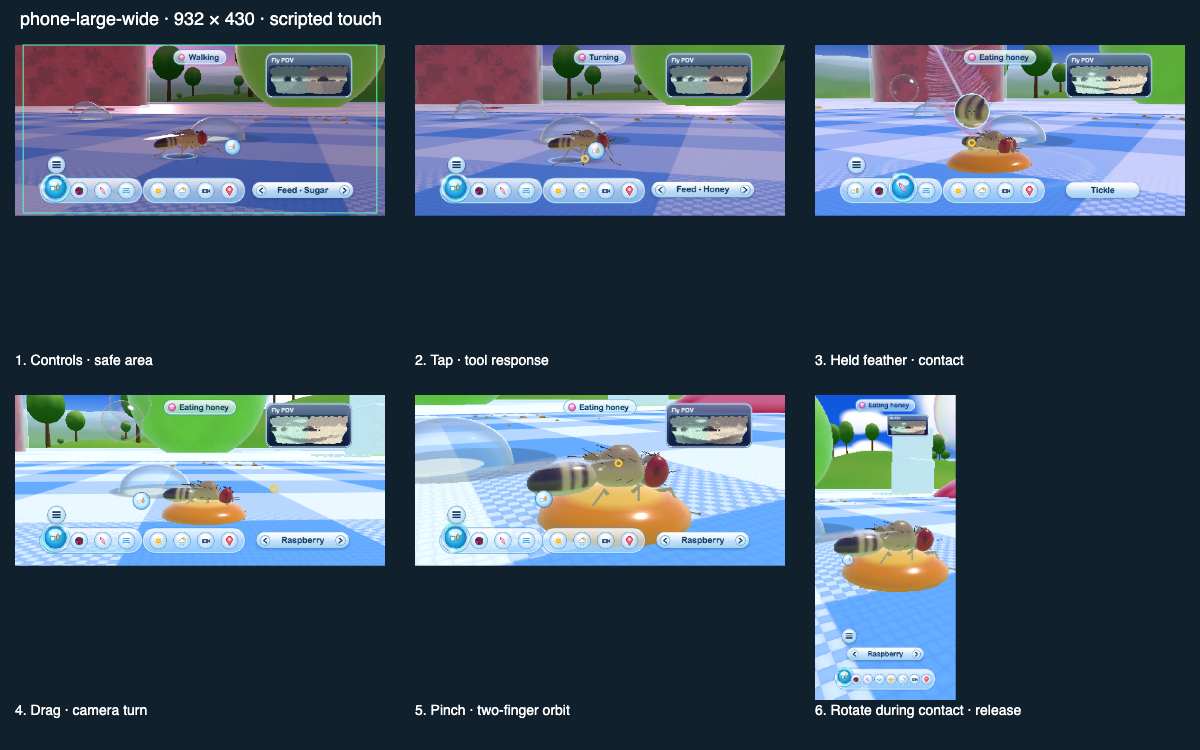 phone-large-wide · 932 × 430 · scripted touch
Walking
Fly POV
Feed · Sugar
1. Controls · safe area
Turning
Fly POV
Feed · Honey
2. Tap · tool response
Eating honey
Fly POV
Tickle
3. Held feather · contact
Eating honey
Fly POV
Raspberry
4. Drag · camera turn
Eating honey
Fly POV
Raspberry
5. Pinch · two-finger orbit
Eating honey
Raspberry
6. Rotate during contact · release